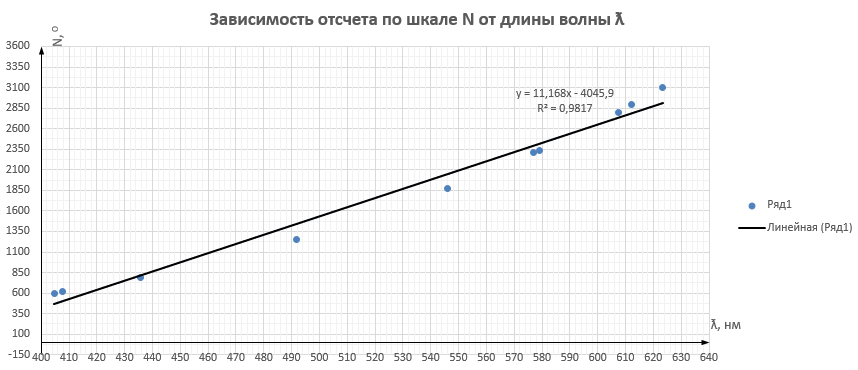 Зависимость отсчета по шкале N от длины волны ƛ
N, °
3600
3350
3100
2850
2600
2350
2100
1850
1600
1350
1100
850
600
350
100
-150
y = 11,168x - 4045,9
R² = 0,9817
Ряд1
Линейная (Ряд1)
ƛ, нм
400 410 420 430 440 450 460 470 480 490 500 510 520 530 540 550 560 570 580 590 600 610 620 630 640